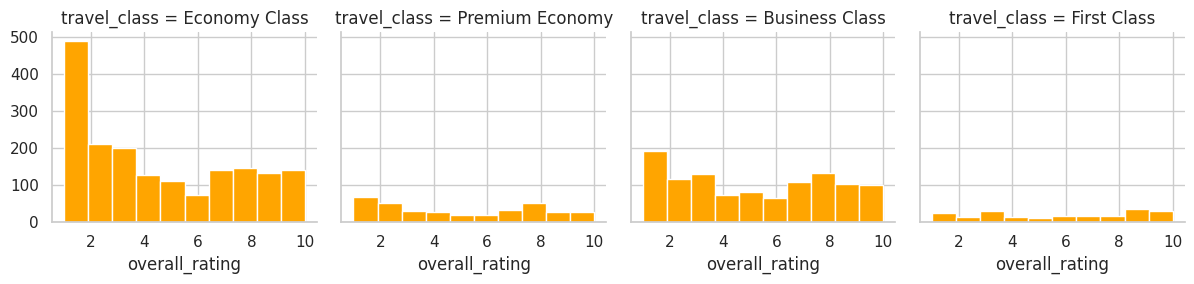 travel_class = Economy Class
travel_class = Premium Economy
travel_class = Business Class
travel_class = First Class
500
400
300
200
100
0
2 4 6 8 10
2 4 6 8 10
2 4 6 8 10
2 4 6 8 10
overall_rating
overall_rating
overall_rating
overall_rating